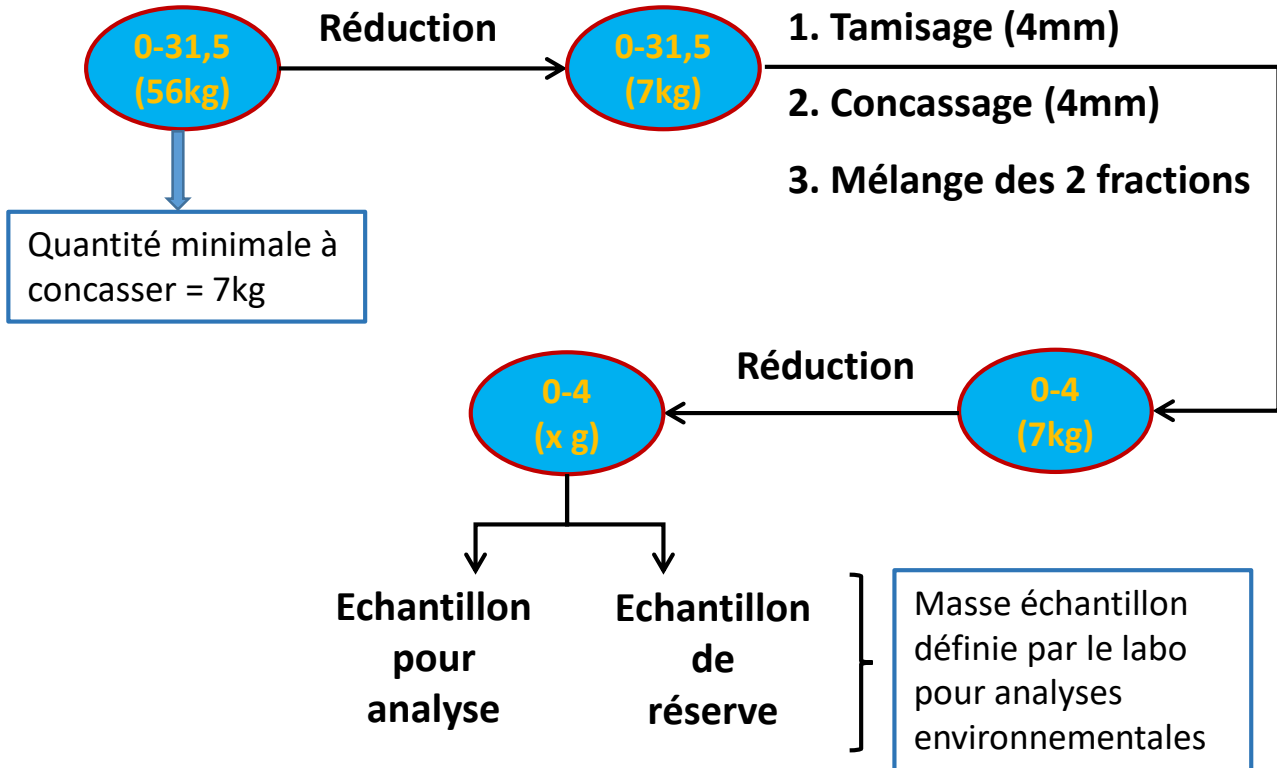 0-31,5
(56kg)
Réduction
0-31,5
(7kg)
1. Tamisage (4mm)
2. Concassage (4mm)
3. Mélange des 2 fractions
Quantité minimale à
concasser = 7kg
0-4
(x g)
Réduction
0-4
(7kg)
Echantillon
pour
analyse
Echantillon
de
réserve
Masse échantillon
définie par le labo
pour analyses
environnementales